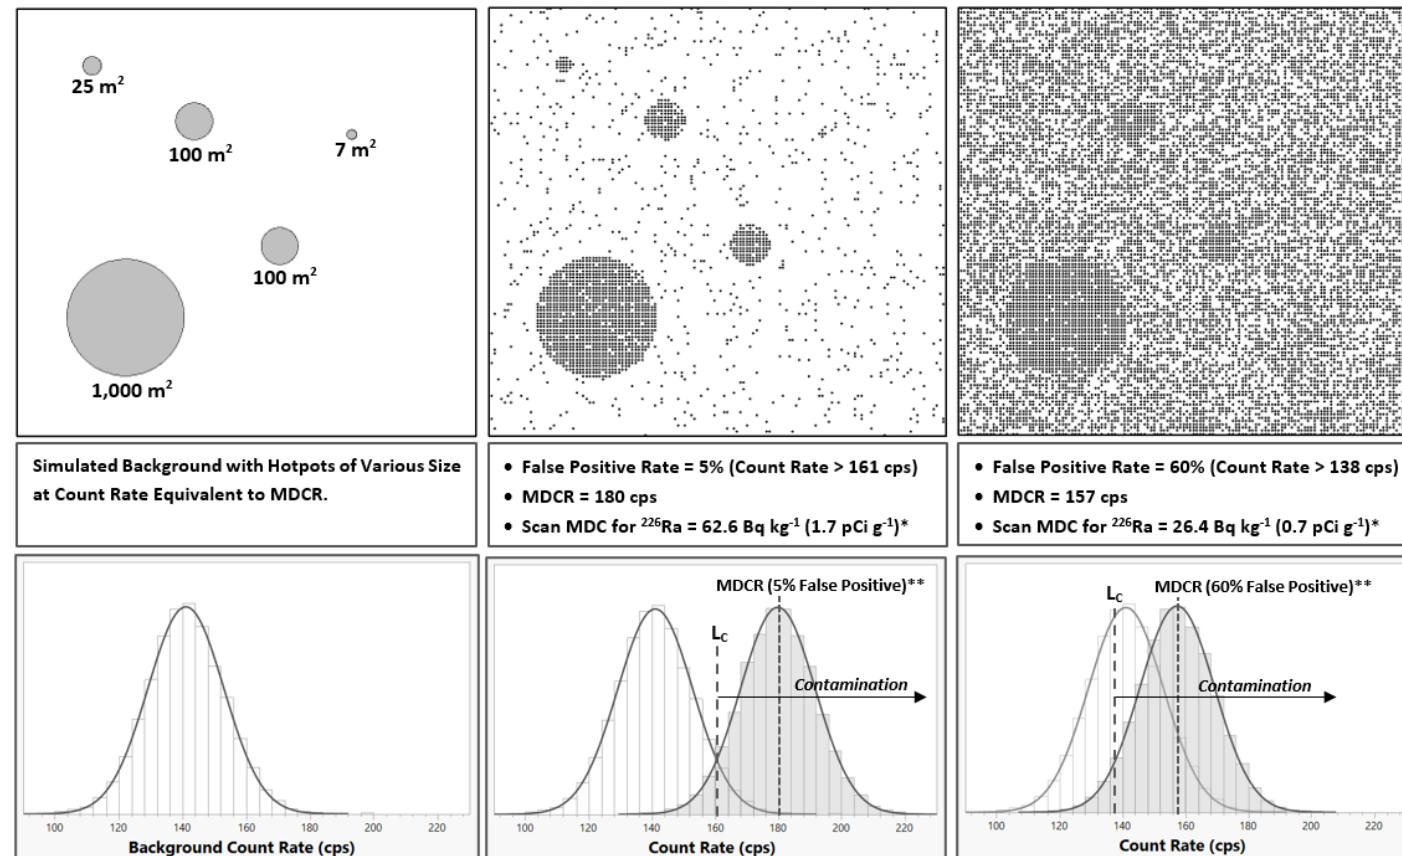 25 m²
100 m²
7 m²
100 m²
1,000 m²
Simulated Background with Hotpots of Various Size
at Count Rate Equivalent to MDCR.
• False Positive Rate = 5% (Count Rate > 161 cps)
• MDCR = 180 cps
• Scan MDC for ²²⁶Ra = 62.6 Bq kg⁻¹ (1.7 pCi g⁻¹)*
• False Positive Rate = 60% (Count Rate > 138 cps)
• MDCR = 157 cps
• Scan MDC for ²²⁶Ra = 26.4 Bq kg⁻¹ (0.7 pCi g⁻¹)*
100 120 140 160 180 200 220
Background Count Rate (cps)
MDCR (5% False Positive)**
L_C
Contamination
100 120 140 160 180 200 220
Count Rate (cps)
MDCR (60% False Positive)**
L_C
Contamination
100 120 140 160 180 200 220
Count Rate (cps)